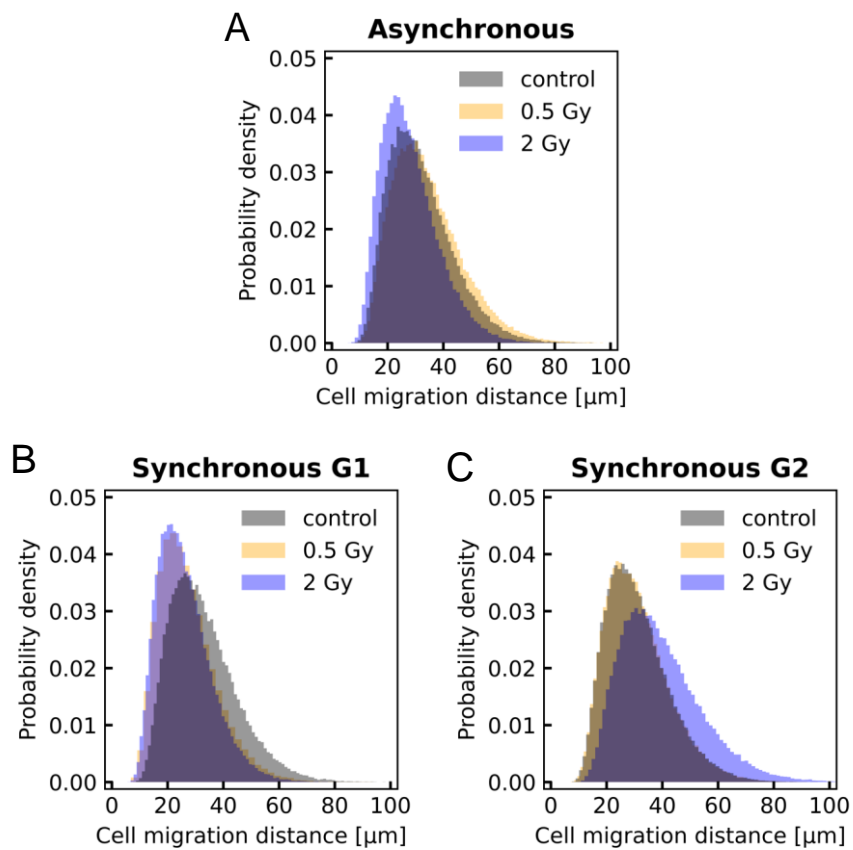 A
Asynchronous
0.05
0.04
0.03
0.02
0.01
0.00
Probability density
control
0.5 Gy
2 Gy
0 20 40 60 80 100
Cell migration distance [μm]
B
Synchronous G1
0.05
0.04
0.03
0.02
0.01
0.00
Probability density
control
0.5 Gy
2 Gy
0 20 40 60 80 100
Cell migration distance [μm]
C
Synchronous G2
0.05
0.04
0.03
0.02
0.01
0.00
Probability density
control
0.5 Gy
2 Gy
0 20 40 60 80 100
Cell migration distance [μm]